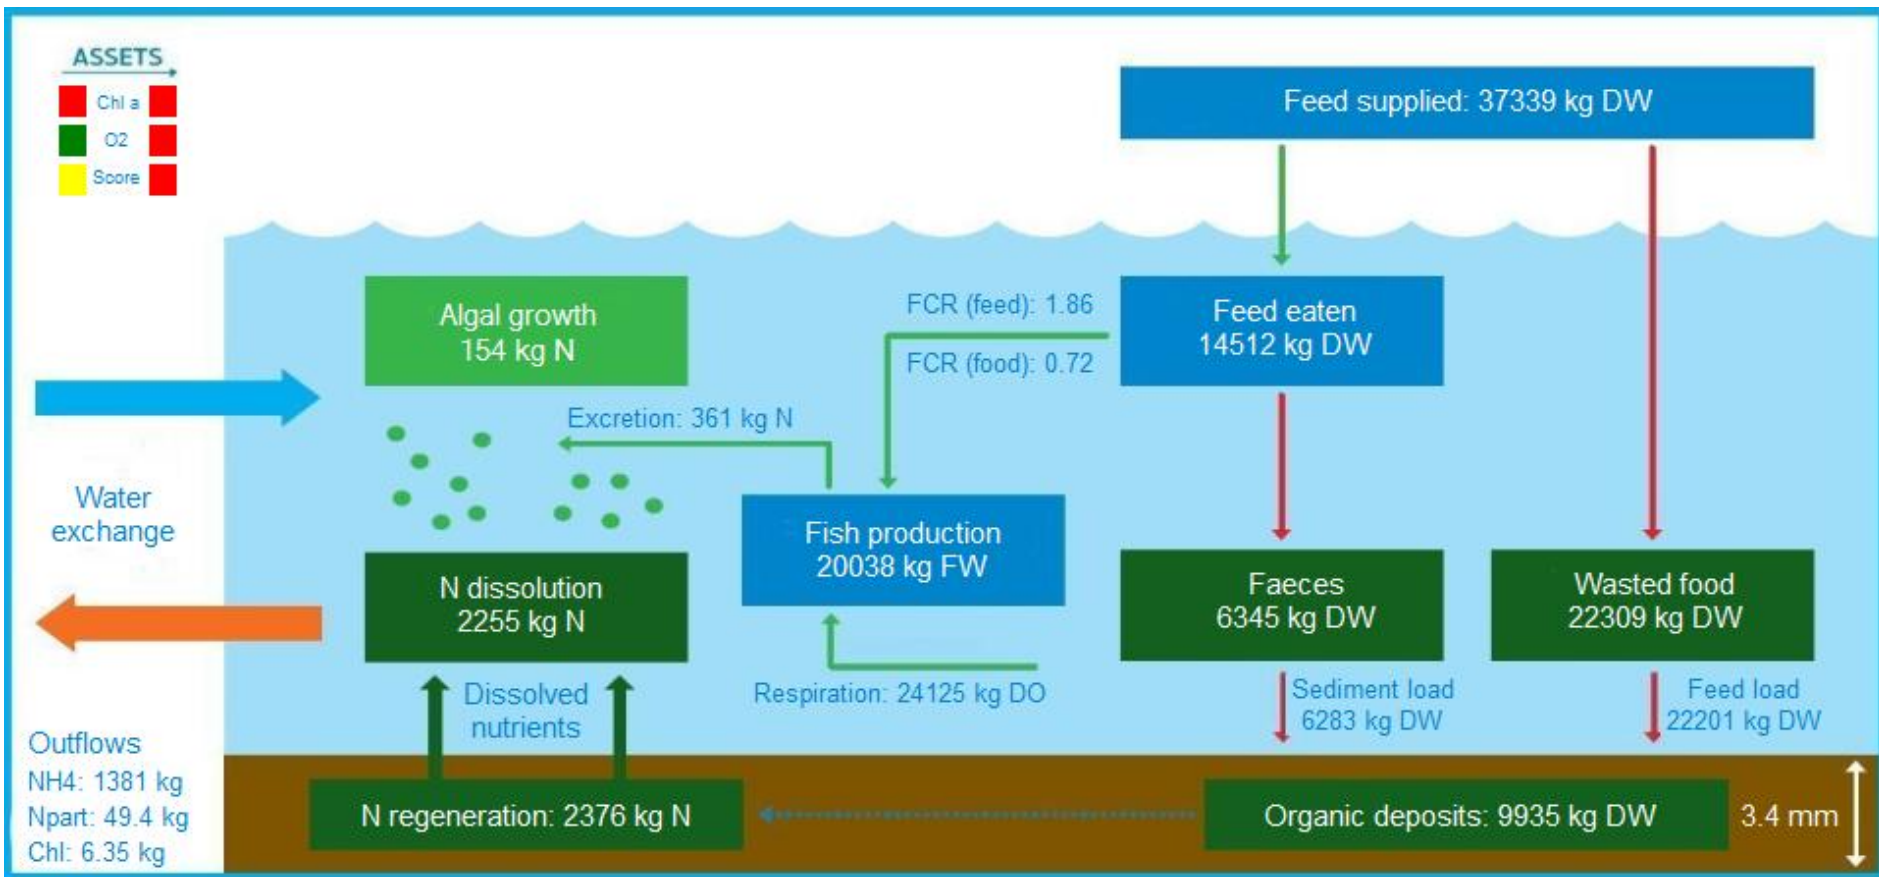 ASSETS
Chl a
O2
Score
Feed supplied: 37339 kg DW
Algal growth
154 kg N
FCR (feed): 1.86
FCR (food): 0.72
Feed eaten
14512 kg DW
Excretion: 361 kg N
Water
exchange
Fish production
20038 kg FW
N dissolution
2255 kg N
Faeces
6345 kg DW
Wasted food
22309 kg DW
Dissolved
nutrients
Respiration: 24125 kg DO
Sediment load
6283 kg DW
Feed load
22201 kg DW
Outflows
NH4: 1381 kg
Npart: 49.4 kg
Chl: 6.35 kg
N regeneration: 2376 kg N
Organic deposits: 9935 kg DW
3.4 mm